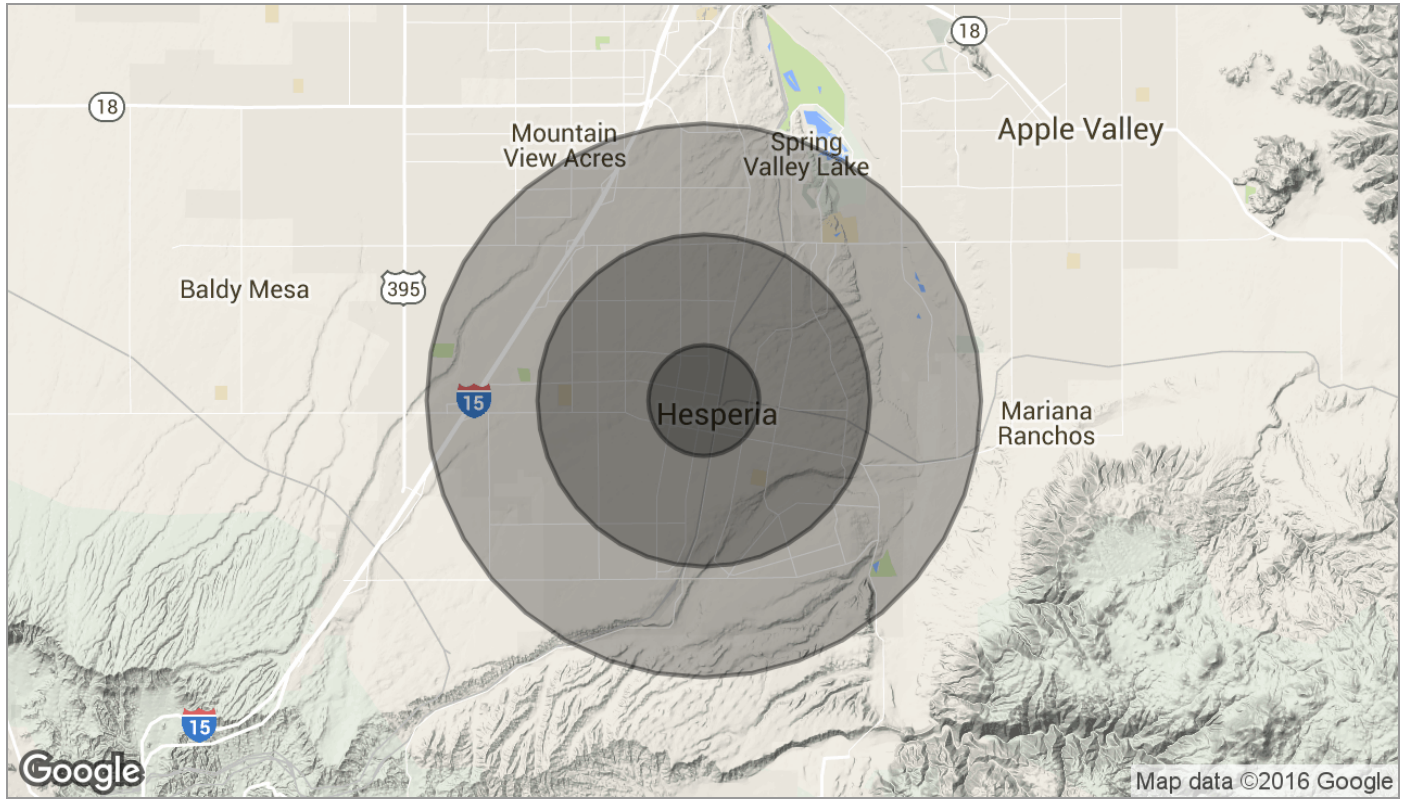 18
18
Apple Valley
Mountain
View Acres
Spring
Valley Lake
Baldy Mesa
395
15
Hesperia
Mariana
Ranchos
15
Google
Map data ©2016 Google